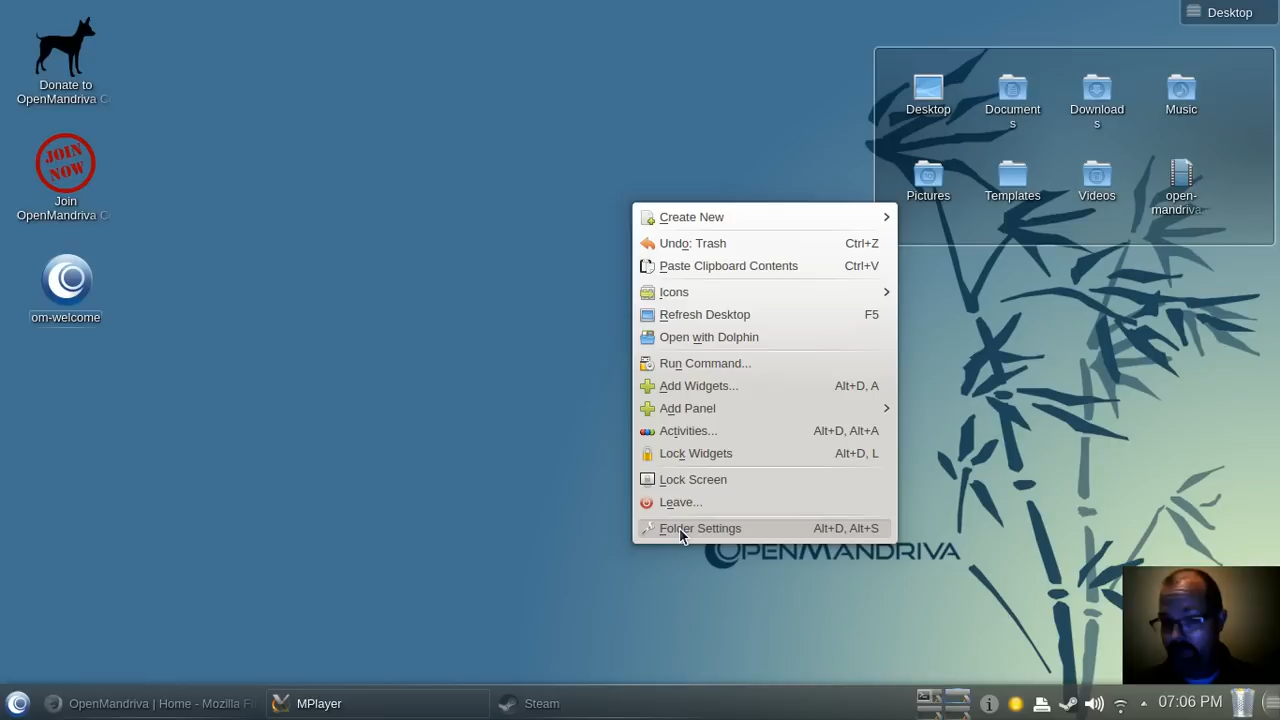 Desktop
Donate to
OpenMandriva C
JOIN
NOW
Join
OpenMandriva C
om-welcome
Desktop
Document
s
Download
s
Music
Pictures
Templates
Videos
open-
mandriva
Create New
Undo: Trash Ctrl+Z
Paste Clipboard Contents Ctrl+V
Icons
Refresh Desktop F5
Open with Dolphin
Run Command...
Add Widgets... Alt+D, A
Add Panel
Activities... Alt+D, Alt+A
Lock Widgets Alt+D, L
Lock Screen
Leave...
Folder Settings Alt+D, Alt+S
OPENMANDRIVA
OpenMandriva | Home - Mozilla F
MPlayer
Steam
07:06 PM